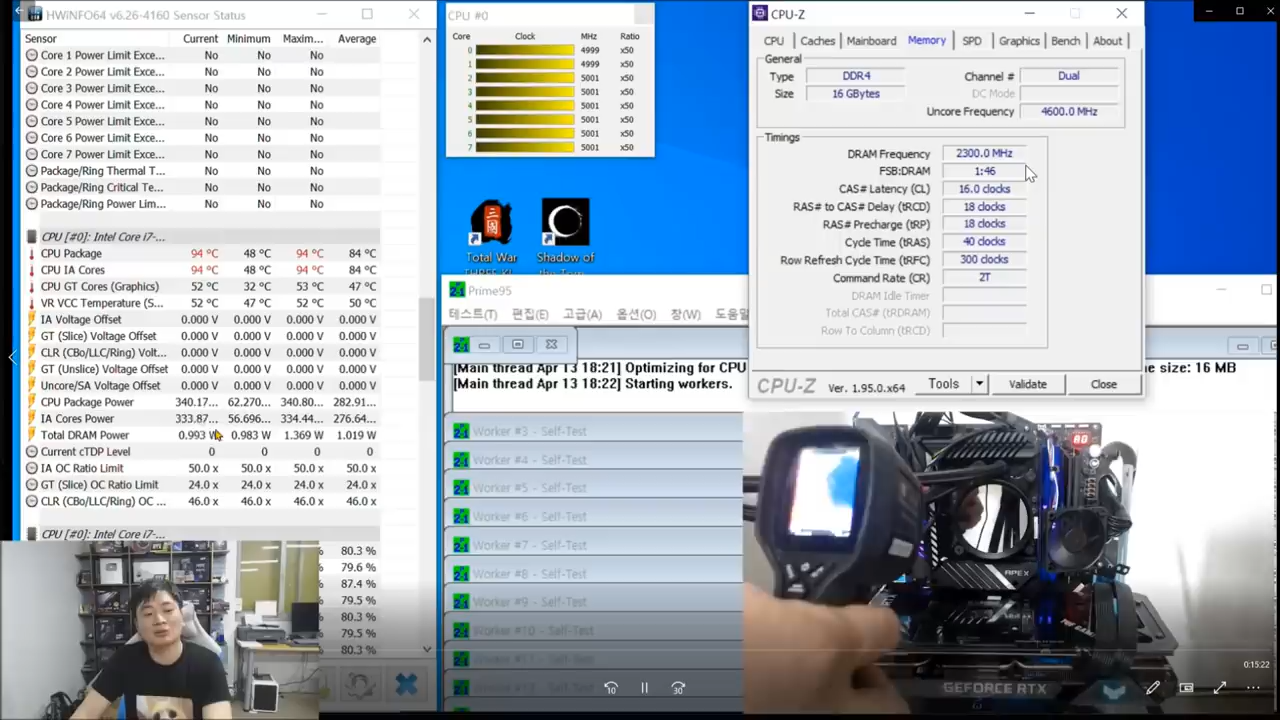 HWiNFO64 v6.26-4160 Sensor Status
Sensor Current Minimum Maxim... Average
Core 1 Power Limit Exce... No No No
Core 2 Power Limit Exce... No No No
Core 3 Power Limit Exce... No No No
Core 4 Power Limit Exce... No No No
Core 5 Power Limit Exce... No No No
Core 6 Power Limit Exce... No No No
Core 7 Power Limit Exce... No No No
Package/Ring Thermal T... No No No
Package/Ring Critical Te... No No No
Package/Ring Power Lim... No No No
CPU [#0]: Intel Core i7-...
CPU Package 94 °C 48 °C 94 °C 84 °C
CPU IA Cores 94 °C 48 °C 94 °C 84 °C
CPU GT Cores (Graphics) 52 °C 32 °C 53 °C 47 °C
VR VCC Temperature (S... 52 °C 47 °C 52 °C 50 °C
IA Voltage Offset 0.000 V 0.000 V 0.000 V 0.000 V
GT (Slice) Voltage Offset 0.000 V 0.000 V 0.000 V 0.000 V
CLR (CBo/LLC/Ring) Volt... 0.000 V 0.000 V 0.000 V 0.000 V
GT (Unslice) Voltage Offset 0.000 V 0.000 V 0.000 V 0.000 V
Uncore/SA Voltage Offset 0.000 V 0.000 V 0.000 V 0.000 V
CPU Package Power 340.17... 62.270... 340.80... 282.91...
IA Cores Power 333.87... 56.696... 334.44... 276.64...
Total DRAM Power 0.993 W 0.983 W 1.369 W 1.019 W
Current cTDP Level 0 0 0 0
IA OC Ratio Limit 50.0 x 50.0 x 50.0 x 50.0 x
GT (Slice) OC Ratio Limit 24.0 x 24.0 x 24.0 x 24.0 x
CLR (CBo/LLC/Ring) OC ... 46.0 x 46.0 x 46.0 x 46.0 x
CPU [#0]: Intel Core i7-...
80.3 %
79.6 %
87.4 %
79.5 %
80.3 %
79.5 %
80.3 %
CPU #0
Core Clock MHz Ratio
0 4999 x50
1 4999 x50
2 5001 x50
3 5001 x50
4 5001 x50
5 5001 x50
6 5001 x50
7 5001 x50
Total War
Shadow of
Prime95
테스트(T) 편집(E) 고급(A) 옵션(O) 창(W) 도움말
[Main thread Apr 13 18:21] Optimizing for CPU
e size: 16 MB
[Main thread Apr 13 18:22] Starting workers.
Worker #3 - Self-Test
Worker #4 - Self-Test
Worker #5 - Self-Test
Worker #6 - Self-Test
Worker #7 - Self-Test
Worker #8 - Self-Test
Worker #9 - Self-Test
Worker #10 - Self-Test
CPU-Z
CPU Caches Mainboard Memory SPD Graphics Bench About
General
Type DDR4 Channel # Dual
Size 16 GBytes DC Mode
Uncore Frequency 4600.0 MHz
Timings
DRAM Frequency 2300.0 MHz
FSB:DRAM 1:46
CAS# Latency (CL) 16.0 clocks
RAS# to CAS# Delay (tRCD) 18 clocks
RAS# Precharge (tRP) 18 clocks
Cycle Time (tRAS) 40 clocks
Row Refresh Cycle Time (tRFC) 300 clocks
Command Rate (CR) 2T
DRAM Idle Timer
Total CAS# (tRDRAM)
Row To Column (tRCD)
CPU-Z Ver. 1.95.0.x64 Tools Validate Close
APEX
GEFORCE RTX
0:15:22
10
30